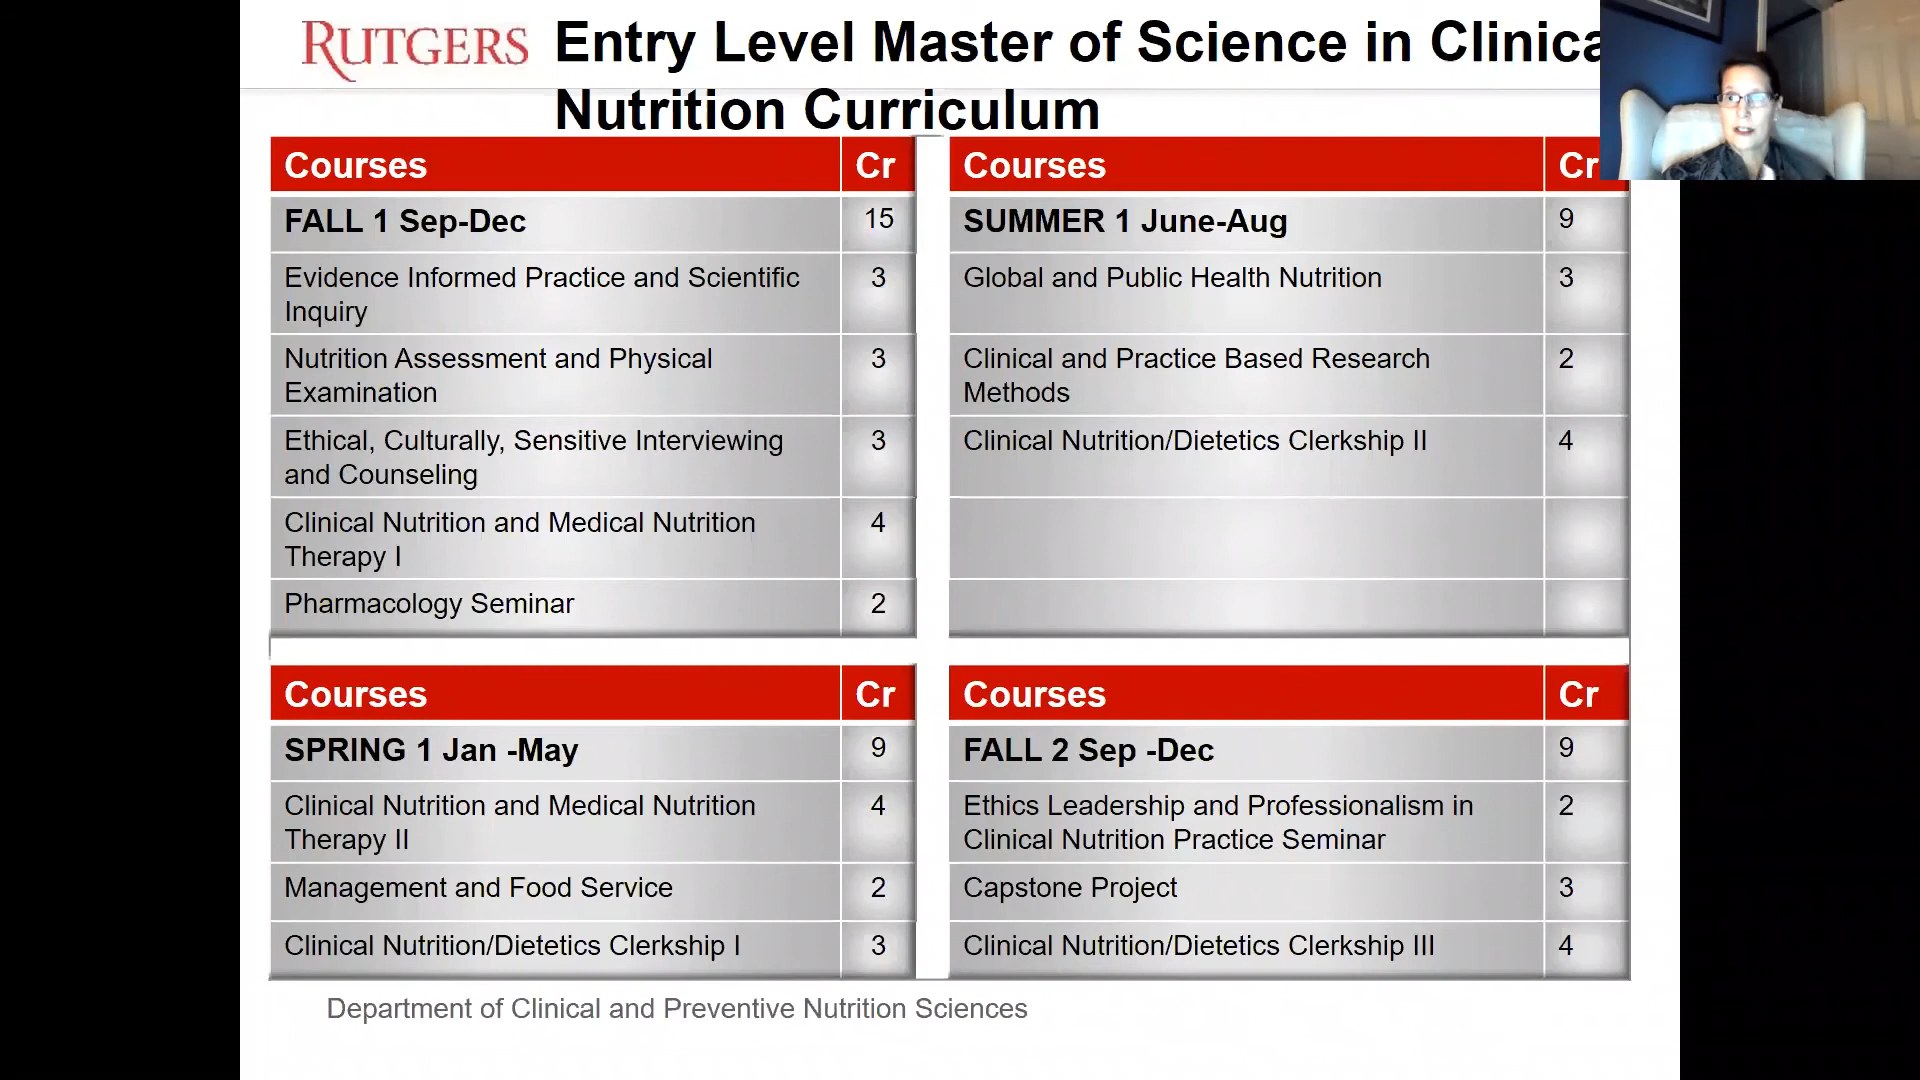 RUTGERS
Entry Level Master of Science in Clinica
Nutrition Curriculum
Courses Cr
FALL 1 Sep-Dec 15
Evidence Informed Practice and Scientific 3
Inquiry
Nutrition Assessment and Physical 3
Examination
Ethical, Culturally, Sensitive Interviewing 3
and Counseling
Clinical Nutrition and Medical Nutrition 4
Therapy I
Pharmacology Seminar 2
Courses Cr
SUMMER 1 June-Aug 9
Global and Public Health Nutrition 3
Clinical and Practice Based Research 2
Methods
Clinical Nutrition/Dietetics Clerkship II 4
Courses Cr
SPRING 1 Jan -May 9
Clinical Nutrition and Medical Nutrition 4
Therapy II
Management and Food Service 2
Clinical Nutrition/Dietetics Clerkship I 3
Courses Cr
FALL 2 Sep -Dec 9
Ethics Leadership and Professionalism in 2
Clinical Nutrition Practice Seminar
Capstone Project 3
Clinical Nutrition/Dietetics Clerkship III 4
Department of Clinical and Preventive Nutrition Sciences